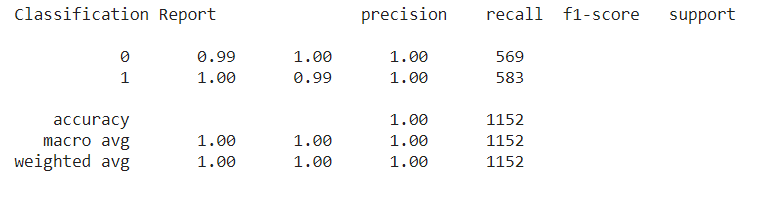 Classification Report               precision    recall  f1-score   support

           0       0.99      1.00      1.00       569
           1       1.00      0.99      1.00       583

    accuracy                           1.00      1152
   macro avg       1.00      1.00      1.00      1152
weighted avg       1.00      1.00      1.00      1152